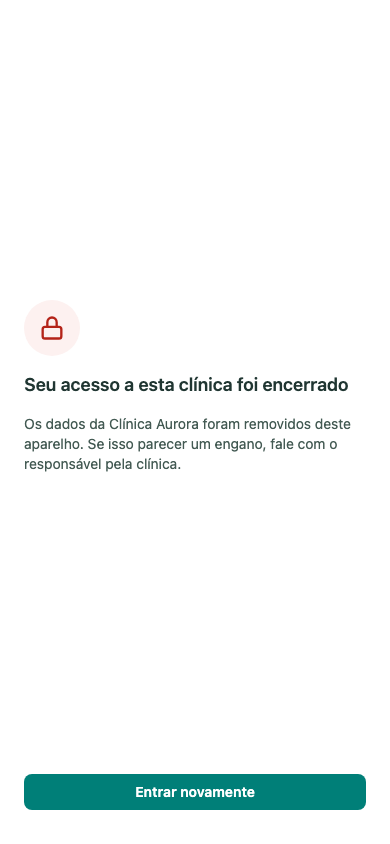 Seu acesso a esta clínica foi encerrado
Os dados da Clínica Aurora foram removidos deste
aparelho. Se isso parecer um engano, fale com o
responsável pela clínica.
Entrar novamente